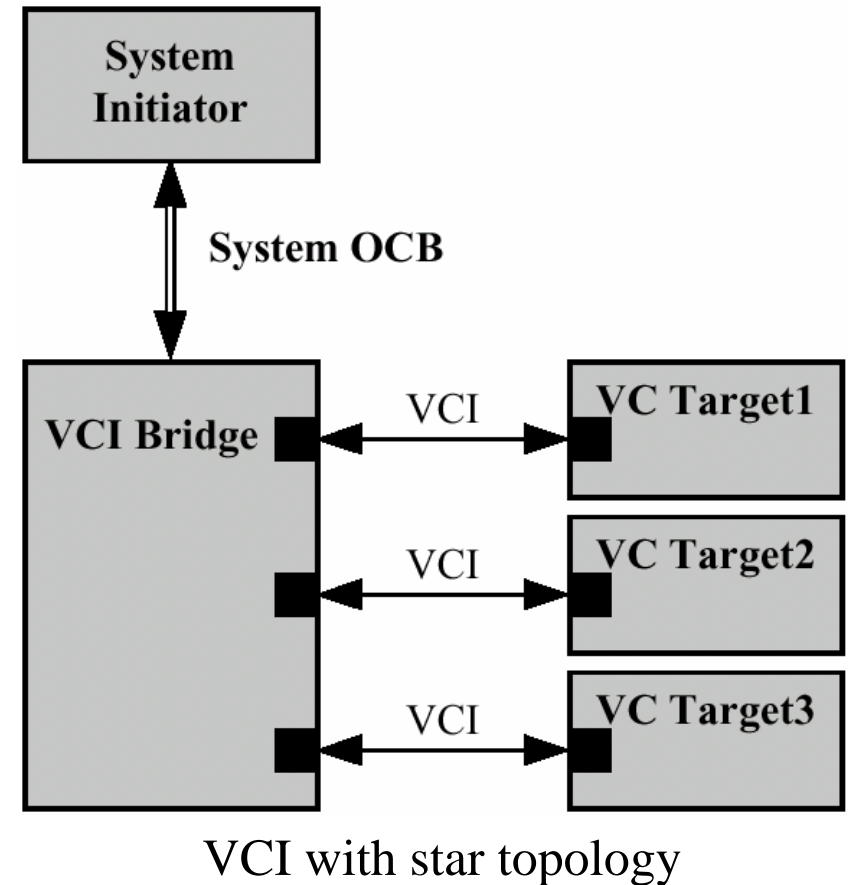 System
Initiator
System OCB
VCI Bridge
VCI
VC Target1
VCI
VC Target2
VCI
VC Target3
VCI with star topology